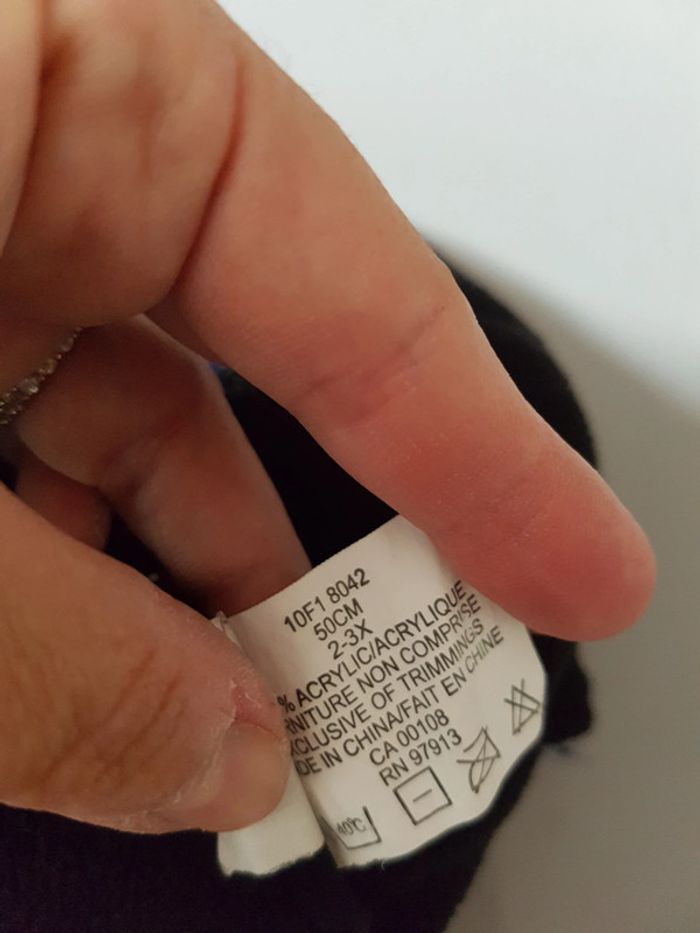 10F1 8042
50CM
2-3X
% ACRYLIC/ACRYLIQUE
RNITURE NON COMPRISE
XCLUSIVE OF TRIMMINGS
DE IN CHINA/FAIT EN CHINE
CA 00108
RN 97913
40°C